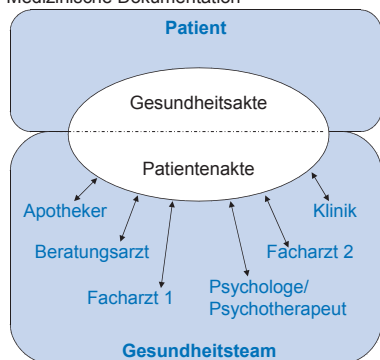 Medizinische Dokumentation
Patient
Gesundheitsakte
Patientenakte
Apotheker
Klinik
Beratungsarzt
Facharzt 2
Facharzt 1
Psychologe/
Psychotherapeut
Gesundheitsteam